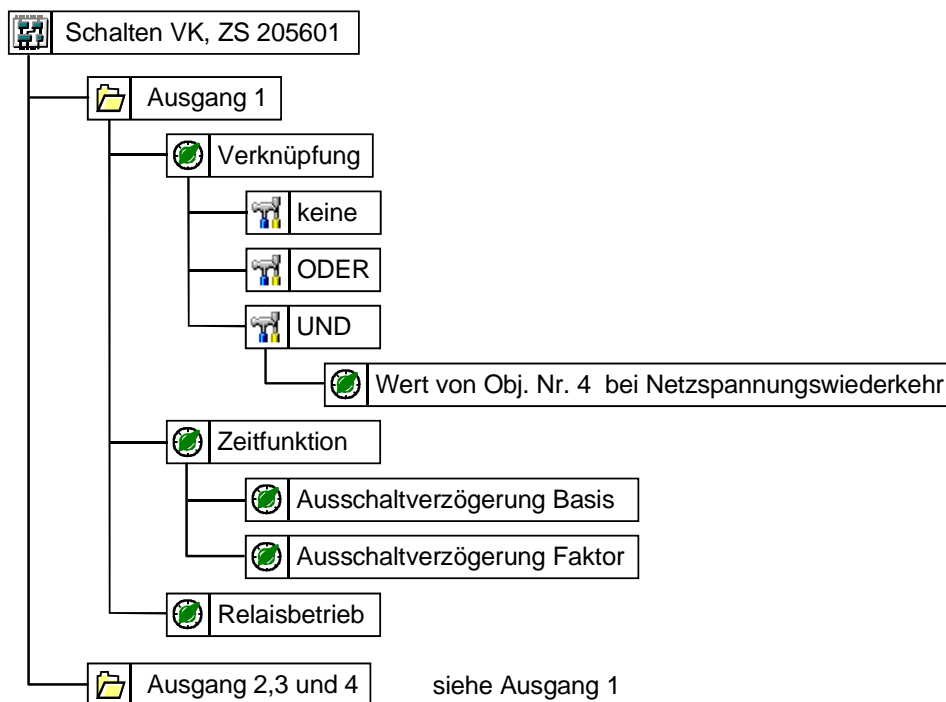 Schalten VK, ZS 205601
Ausgang 1
Verknüpfung
keine
ODER
UND
Wert von Obj. Nr. 4 bei Netzspannungswiederkehr
Zeitfunktion
Ausschaltverzögerung Basis
Ausschaltverzögerung Faktor
Relaisbetrieb
Ausgang 2,3 und 4 siehe Ausgang 1